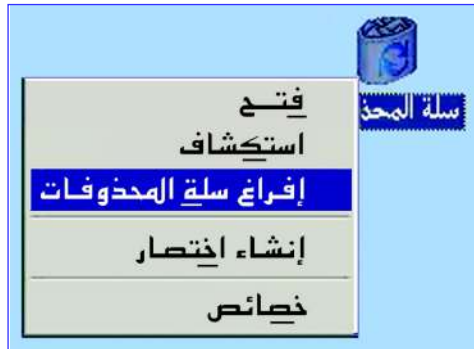 سلة المحذ
فتح
استكشاف
إفراغ سلة المحذوفات
إنشاء اختصار
خصائص